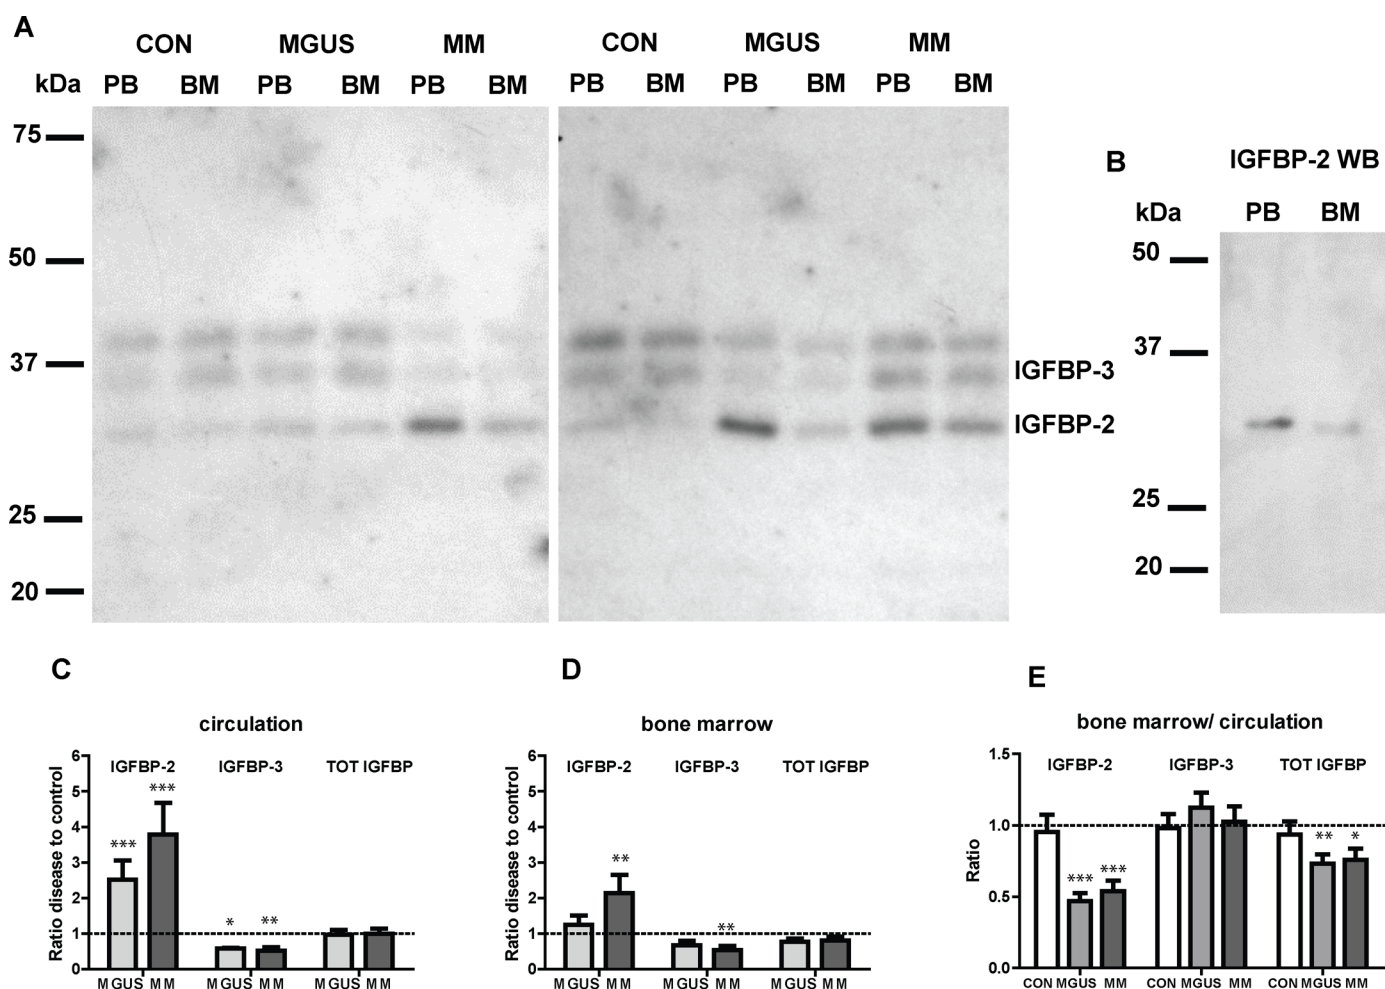 A
CON MGUS MM CON MGUS MM
kDa PB BM PB BM PB BM PB BM PB BM PB BM
75
50
37
25
20
IGFBP-3
IGFBP-2
B
IGFBP-2 WB
kDa PB BM
50
37
25
20
C
circulation
Ratio disease to control
6
5
4
3
2
1
0
IGFBP-2 IGFBP-3 TOT IGFBP
*** *** * **
MGUS MM MGUS MM MGUS MM
D
bone marrow
Ratio disease to control
6
5
4
3
2
1
0
IGFBP-2 IGFBP-3 TOT IGFBP
** **
MGUS MM MGUS MM MGUS MM
E
bone marrow/ circulation
Ratio
1.5
1.0
0.5
0.0
IGFBP-2 IGFBP-3 TOT IGFBP
*** *** ** *
CON MGUS MM CON MGUS MM CON MGUS MM